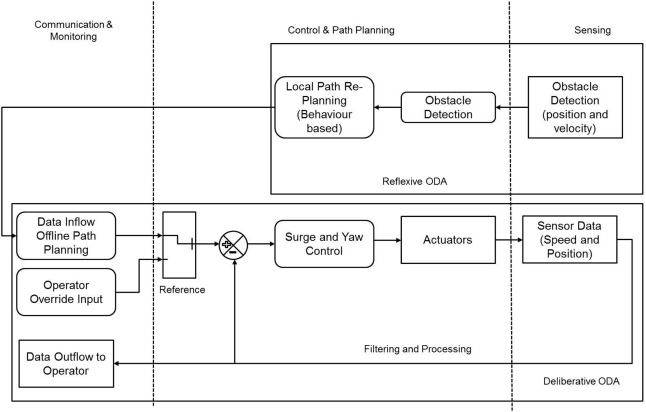 Communication &
Monitoring
Control & Path Planning
Sensing
Local Path Re-
Planning
(Behaviour
based)
Obstacle
Detection
Obstacle
Detection
(position and
velocity)
Reflexive ODA
Data Inflow
Offline Path
Planning
Operator
Override Input
Reference
+
−
Surge and Yaw
Control
Actuators
Sensor Data
(Speed and
Position)
Data Outflow to
Operator
Filtering and Processing
Deliberative ODA